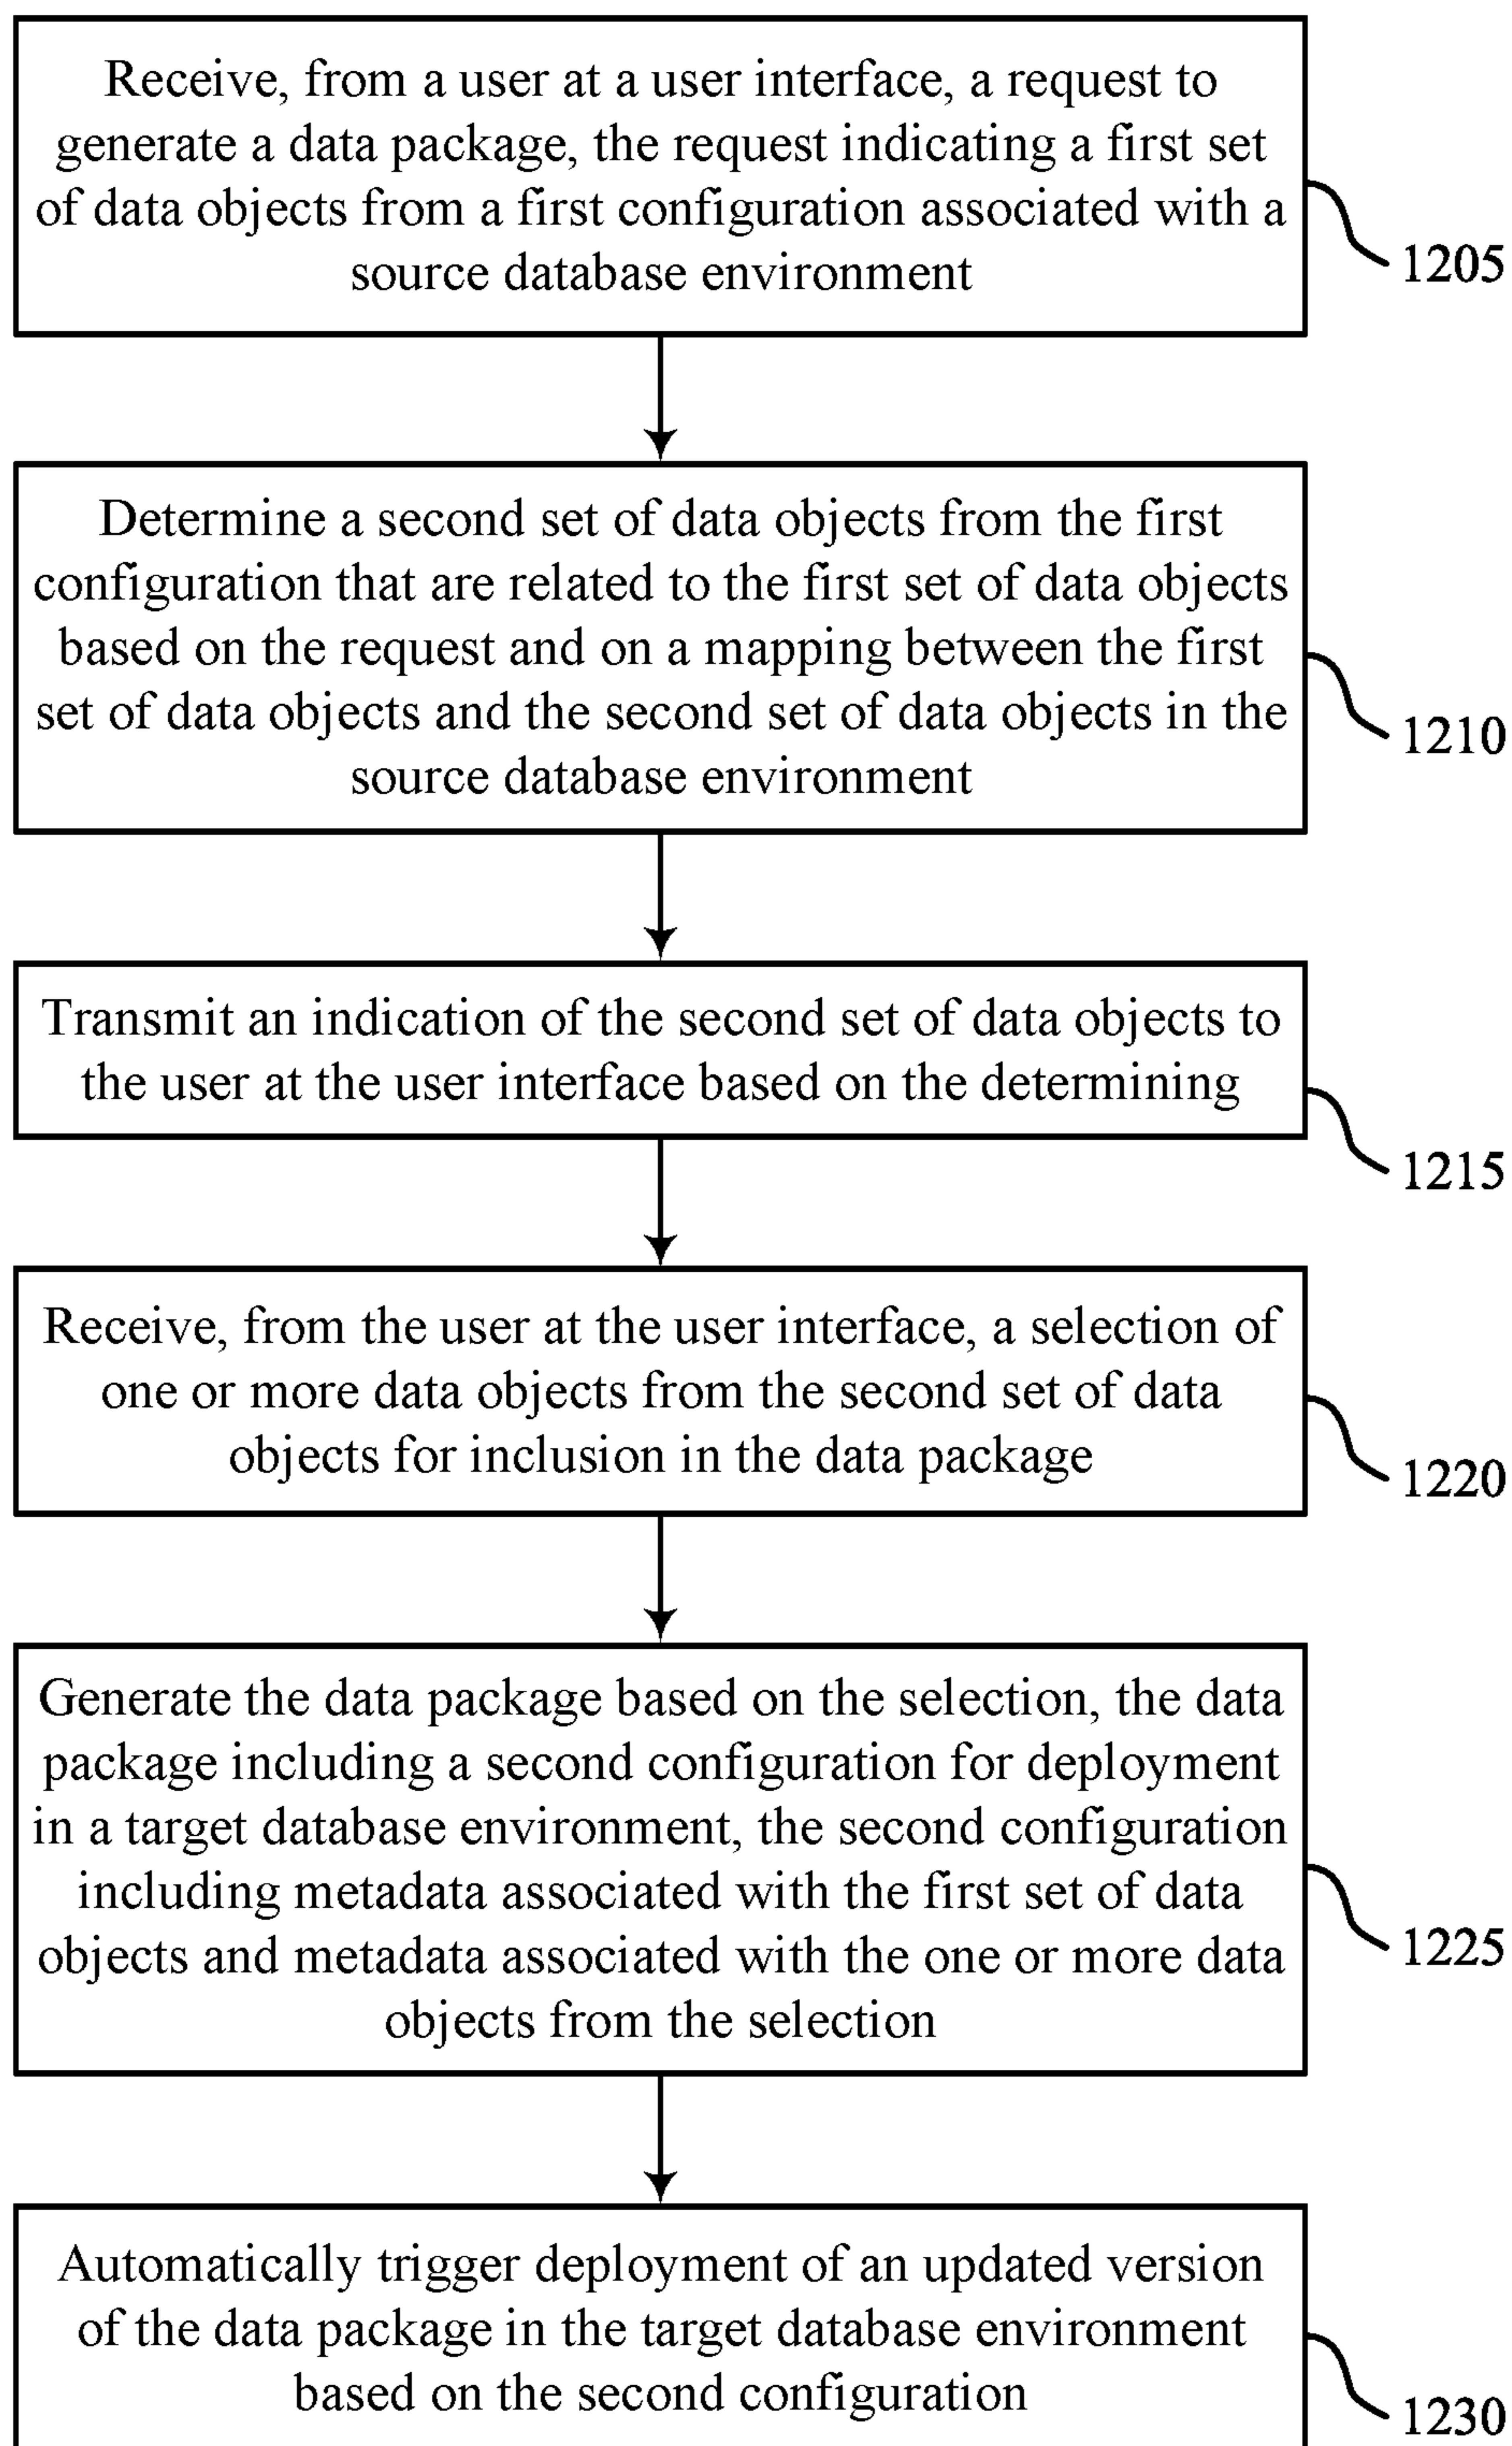 Receive, from a user at a user interface, a request to
generate a data package, the request indicating a first set
of data objects from a first configuration associated with a
source database environment
1205
Determine a second set of data objects from the first
configuration that are related to the first set of data objects
based on the request and on a mapping between the first
set of data objects and the second set of data objects in the
source database environment
1210
Transmit an indication of the second set of data objects to
the user at the user interface based on the determining
1215
Receive, from the user at the user interface, a selection of
one or more data objects from the second set of data
objects for inclusion in the data package
1220
Generate the data package based on the selection, the data
package including a second configuration for deployment
in a target database environment, the second configuration
including metadata associated with the first set of data
objects and metadata associated with the one or more data
objects from the selection
1225
Automatically trigger deployment of an updated version
of the data package in the target database environment
based on the second configuration
1230